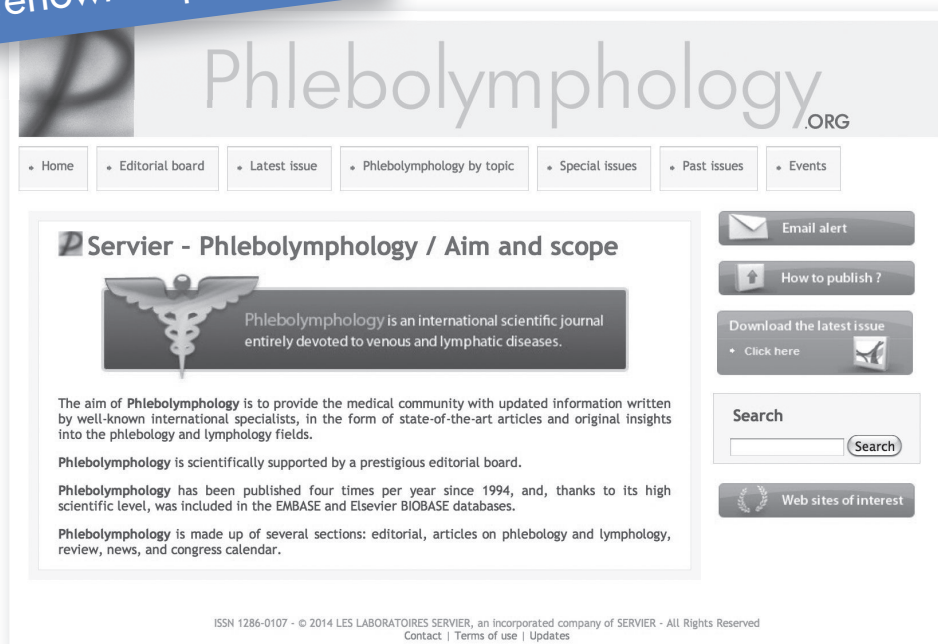 Phlebolymphology.ORG
Home
Editorial board
Latest issue
Phlebolymphology by topic
Special issues
Past issues
Events
Servier – Phlebolymphology / Aim and scope
Phlebolymphology is an international scientific journal
entirely devoted to venous and lymphatic diseases.
The aim of Phlebolymphology is to provide the medical community with updated information written
by well-known international specialists, in the form of state-of-the-art articles and original insights
into the phlebology and lymphology fields.
Phlebolymphology is scientifically supported by a prestigious editorial board.
Phlebolymphology has been published four times per year since 1994, and, thanks to its high
scientific level, was included in the EMBASE and Elsevier BIOBASE databases.
Phlebolymphology is made up of several sections: editorial, articles on phlebology and lymphology,
review, news, and congress calendar.
Email alert
How to publish ?
Download the latest issue
Click here
Search
Search
Web sites of interest
ISSN 1286-0107 - © 2014 LES LABORATOIRES SERVIER, an incorporated company of SERVIER - All Rights Reserved
Contact | Terms of use | Updates